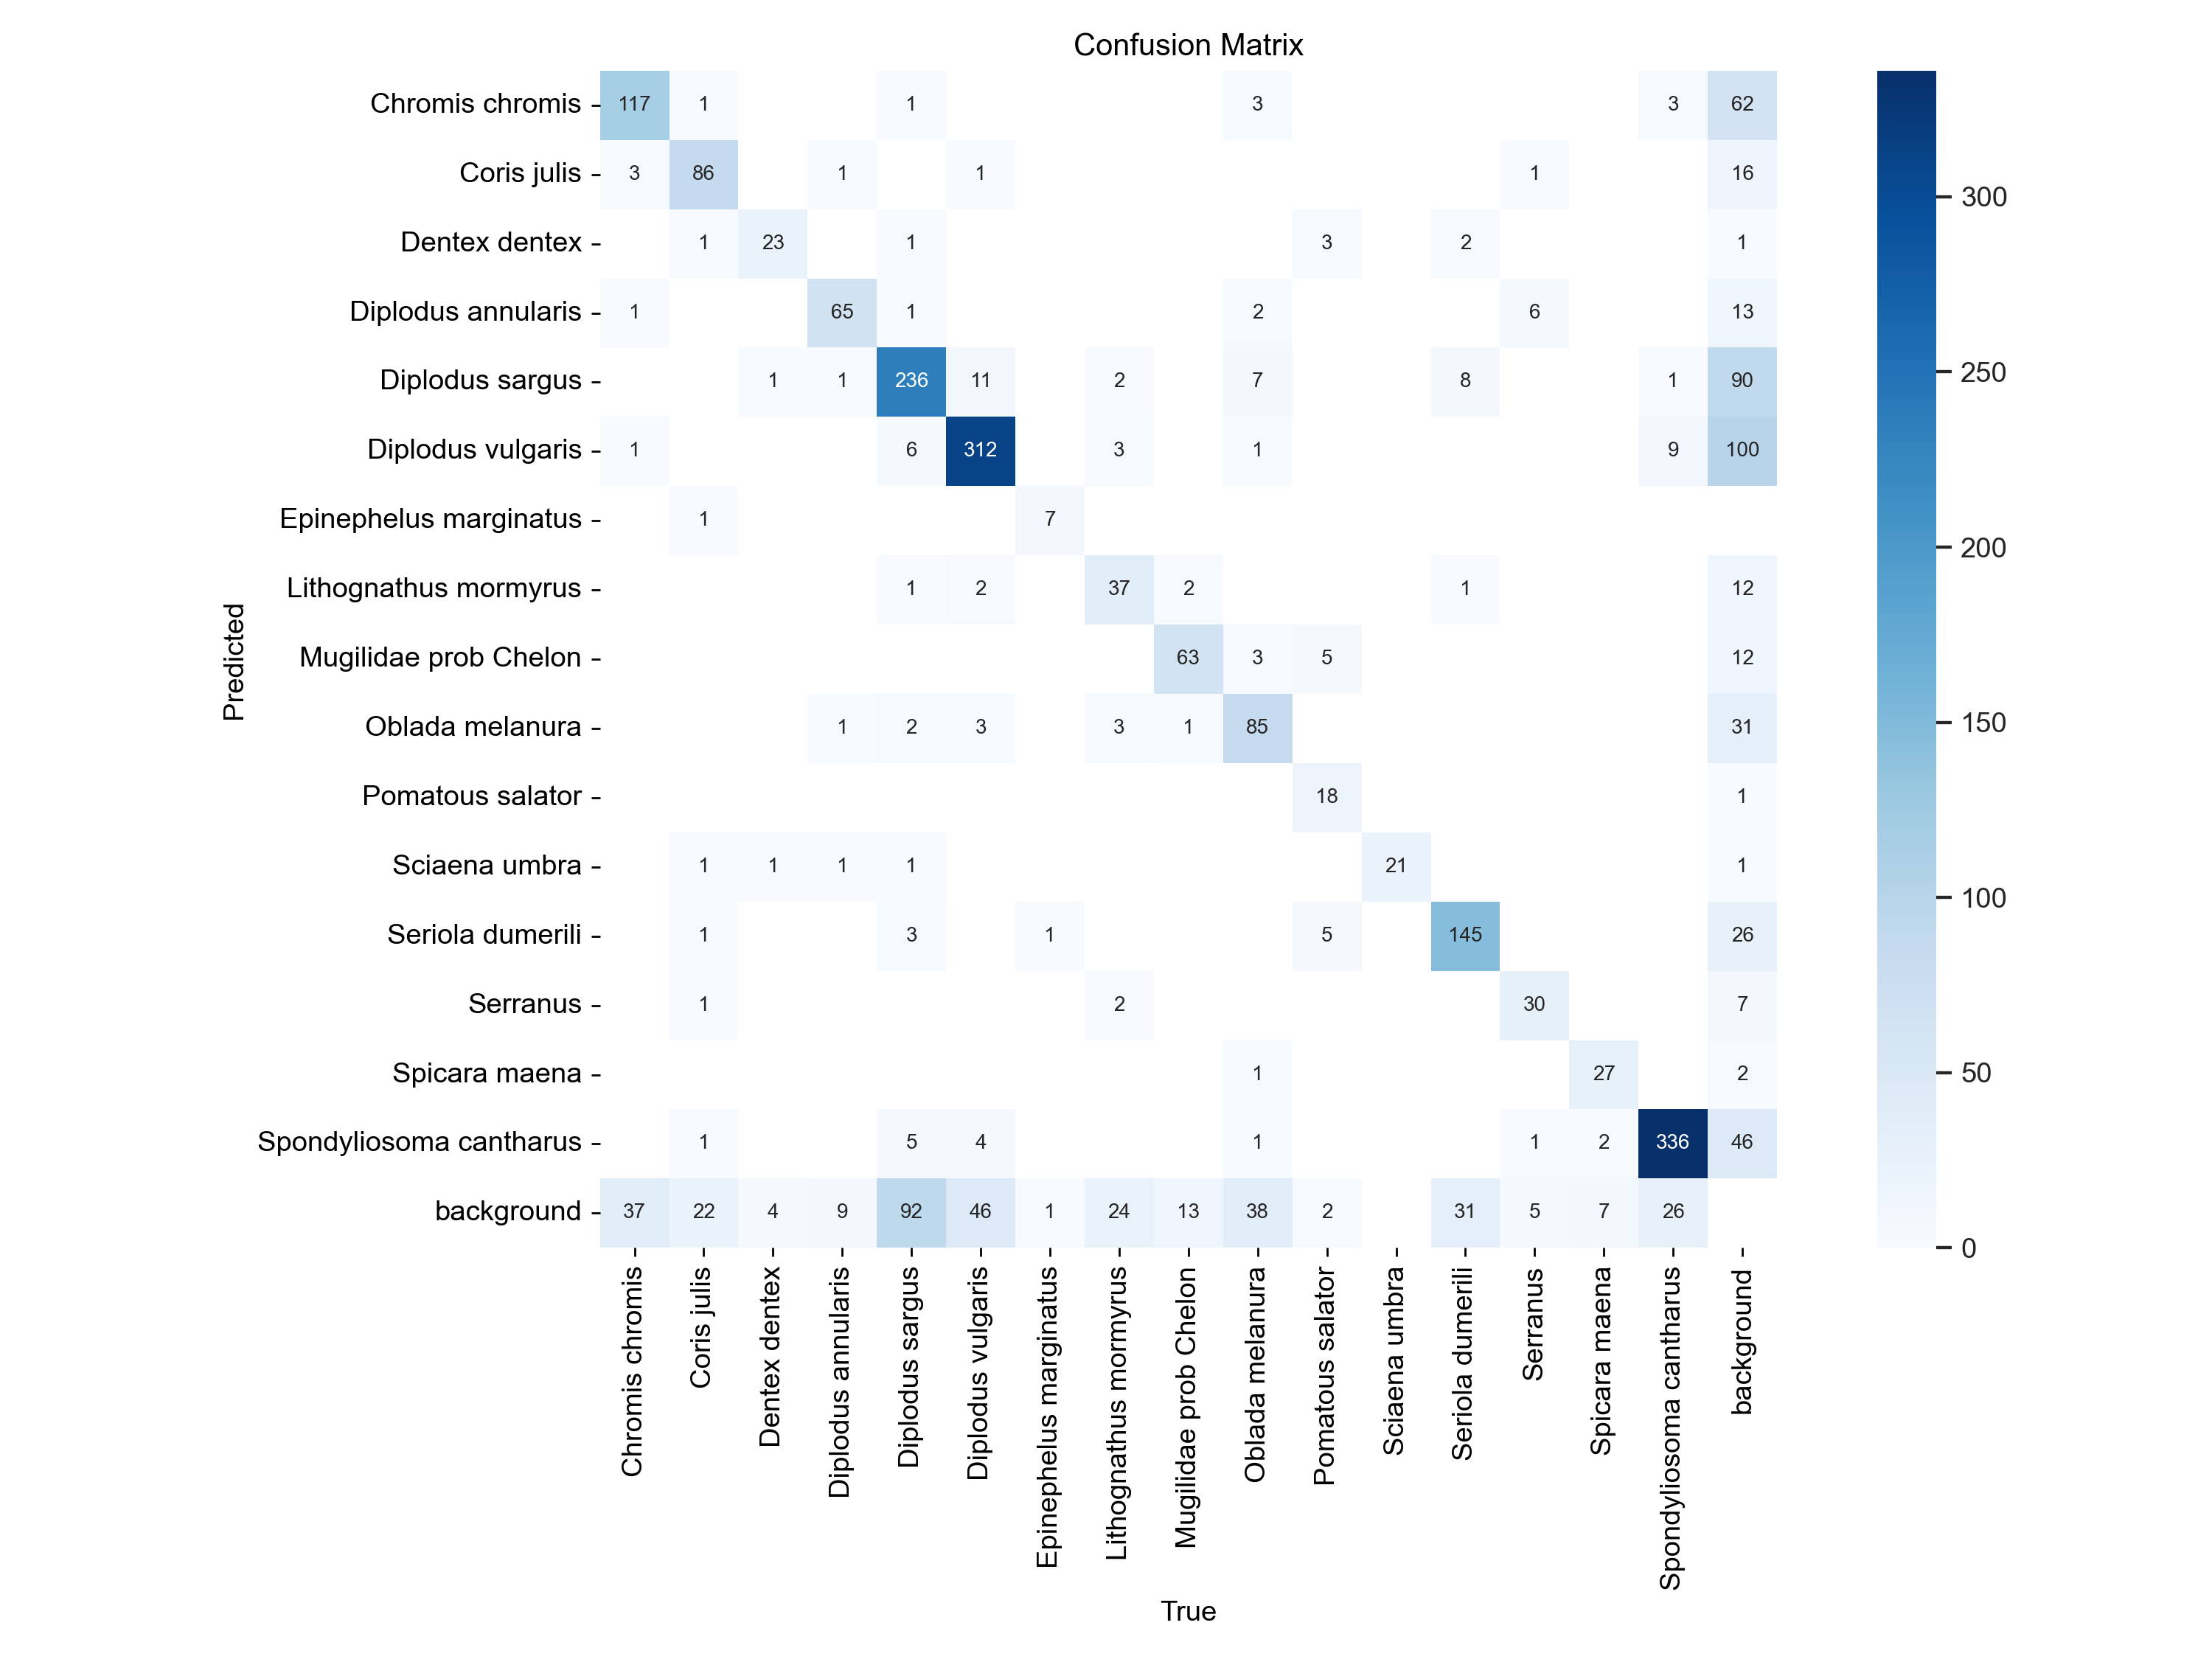 Confusion Matrix
Chromis chromis 117 1 1 3 3 62
Coris julis 3 86 1 1 1 16
Dentex dentex 1 23 1 3 2 1
Diplodus annularis 1 65 1 2 6 13
Diplodus sargus 1 1 236 11 2 7 8 1 90
Diplodus vulgaris 1 6 312 3 1 9 100
Epinephelus marginatus 1 7
Lithognathus mormyrus 1 2 37 2 1 12
Mugilidae prob Chelon 63 3 5 12
Oblada melanura 1 2 3 3 1 85 31
Pomatous salator 18 1
Sciaena umbra 1 1 1 1 21 1
Seriola dumerili 1 3 1 5 145 26
Serranus 1 2 30 7
Spicara maena 1 27 2
Spondyliosoma cantharus 1 5 4 1 1 2 336 46
background 37 22 4 9 92 46 1 24 13 38 2 31 5 7 26
Predicted
Chromis chromis
Coris julis
Dentex dentex
Diplodus annularis
Diplodus sargus
Diplodus vulgaris
Epinephelus marginatus
Lithognathus mormyrus
Mugilidae prob Chelon
Oblada melanura
Pomatous salator
Sciaena umbra
Seriola dumerili
Serranus
Spicara maena
Spondyliosoma cantharus
background
True
300
250
200
150
100
50
0